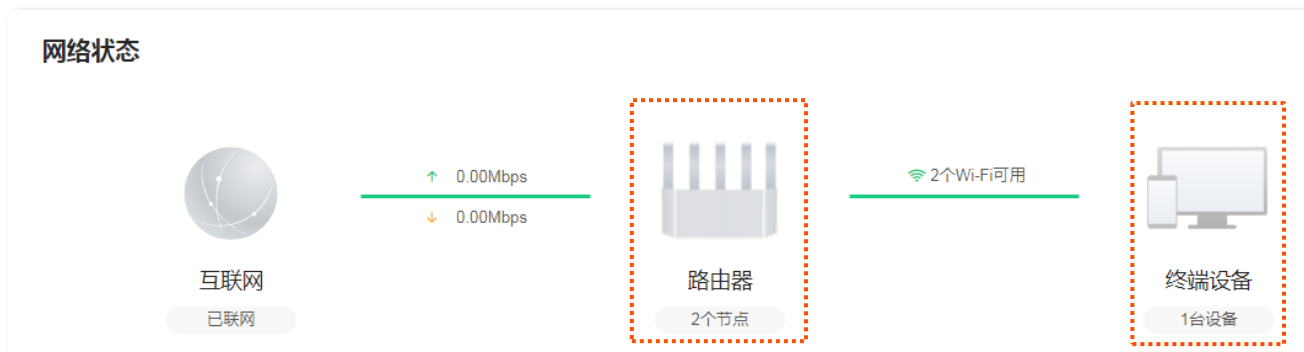 网络状态
0.00Mbps
0.00Mbps
2个Wi-Fi可用
互联网
路由器
终端设备
已联网
2个节点
1台设备